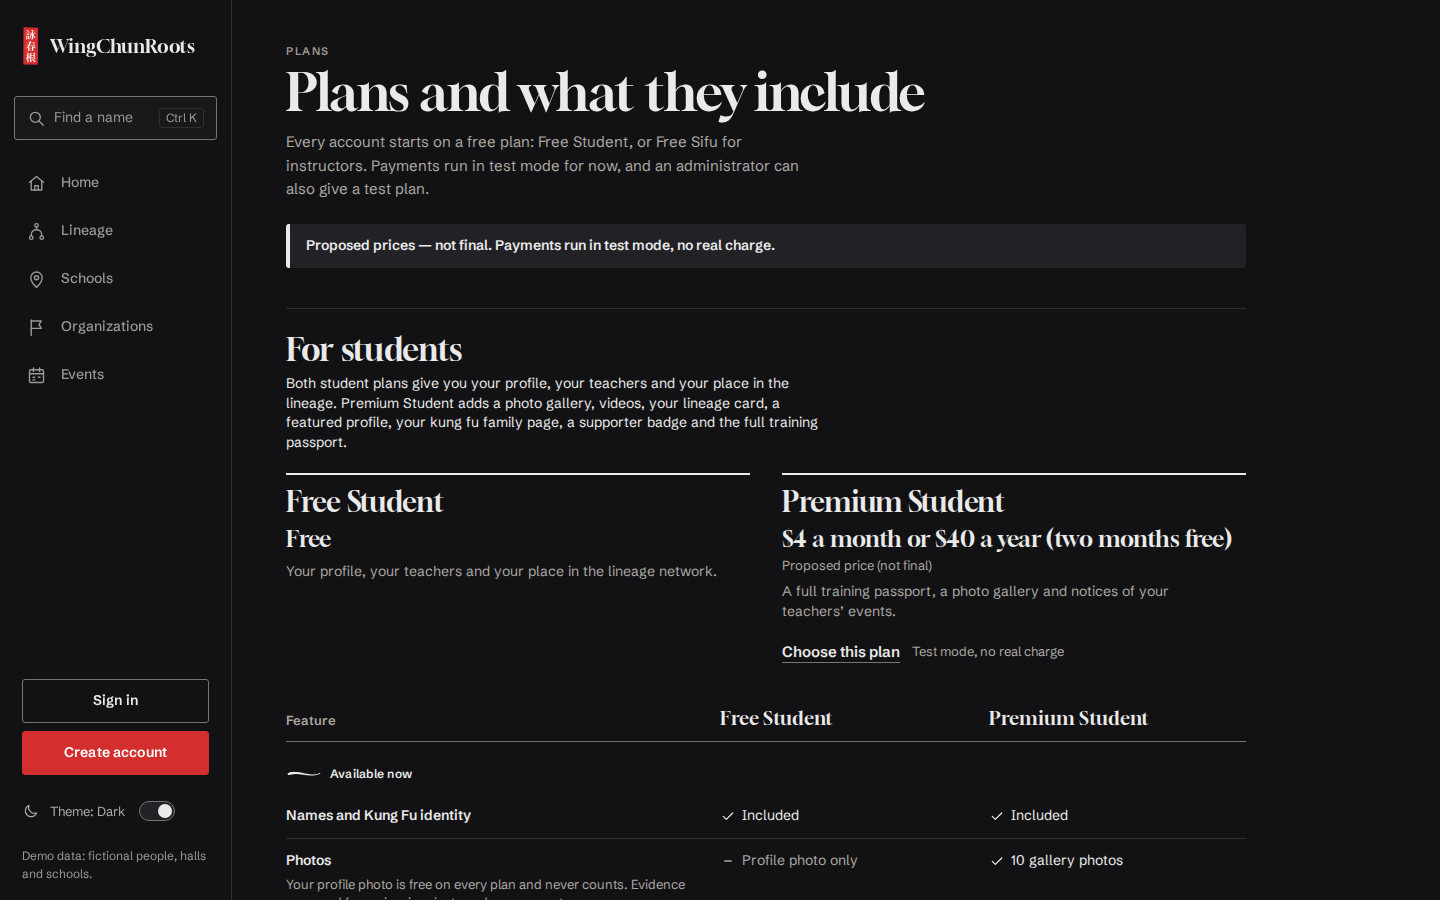 詠春根
WingChunRoots
Find a name
Ctrl K
Home
Lineage
Schools
Organizations
Events
Sign in
Create account
Theme: Dark
Demo data: fictional people, halls
and schools.
PLANS
Plans and what they include
Every account starts on a free plan: Free Student, or Free Sifu for
instructors. Payments run in test mode for now, and an administrator can
also give a test plan.
Proposed prices — not final. Payments run in test mode, no real charge.
For students
Both student plans give you your profile, your teachers and your place in the
lineage. Premium Student adds a photo gallery, videos, your lineage card, a
featured profile, your kung fu family page, a supporter badge and the full training
passport.
Free Student
Free
Your profile, your teachers and your place in the lineage network.
Premium Student
$4 a month or $40 a year (two months free)
Proposed price (not final)
A full training passport, a photo gallery and notices of your
teachers’ events.
Choose this plan Test mode, no real charge
Feature Free Student Premium Student
Available now
Names and Kung Fu identity ✓ Included ✓ Included
Photos – Profile photo only ✓ 10 gallery photos
Your profile photo is free on every plan and never counts. Evidence